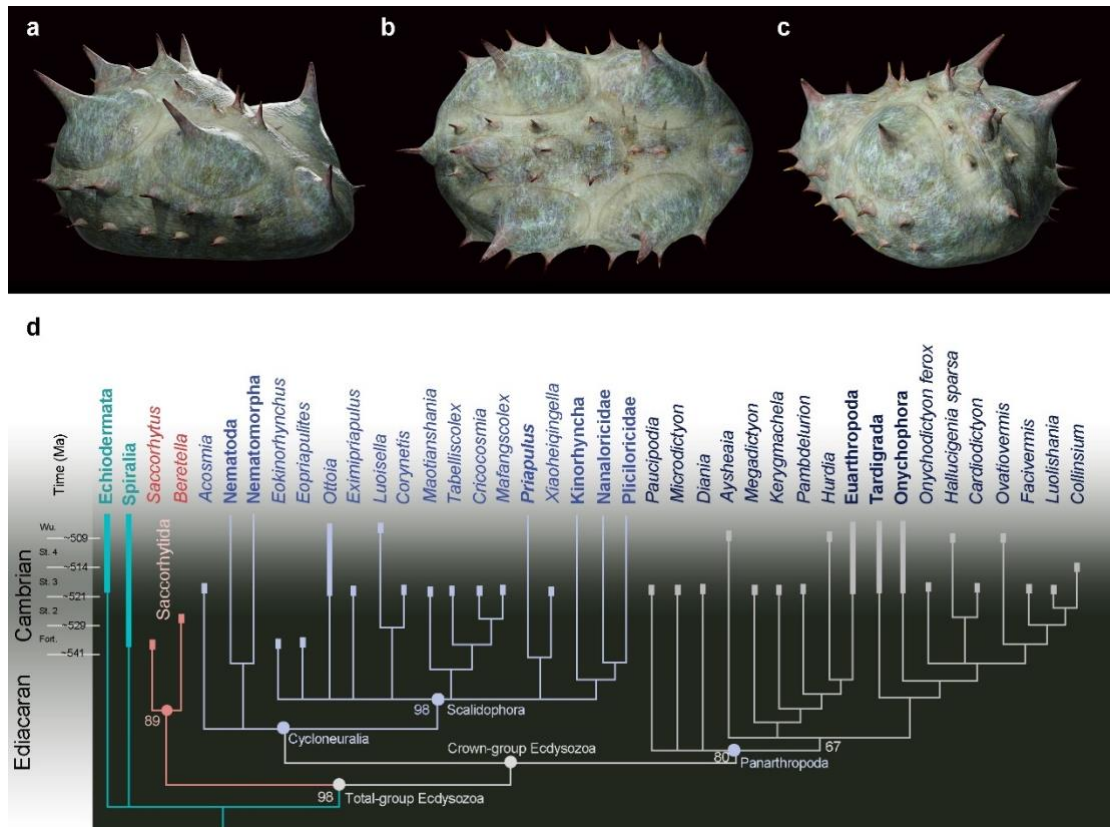 a
b
c
d
Time (Ma)
Echiodermata
Spiralia
Saccorhytus
Beretella
Acosmia
Nematoda
Nematomorpha
Eokinorhynchus
Eopriapulites
Ottoia
Eximipriapulus
Louisella
Corynetis
Maotianshania
Tabelliscolex
Cricocosmia
Mafangscolex
Priapulus
Xiaoheiqingella
Kinorhyncha
Nanaloricidae
Pliciloricidae
Paucipodia
Microdictyon
Diania
Aysheaia
Megadictyon
Kerygmachela
Pambdelurion
Hurdia
Euarthropoda
Tardigrada
Onychophora
Onychodictyon ferox
Hallucigenia sparsa
Cardiodictyon
Ovatiovermis
Facivermis
Luolishania
Collinsium
Saccorhytida
Cambrian
Ediacaran
Wu.
~509
St. 4
~514
St. 3
~521
St. 2
~529
Fort.
~541
89
98
Scalidophora
Cycloneuralia
Crown-group Ecdysozoa
67
80
Panarthropoda
98
Total-group Ecdysozoa